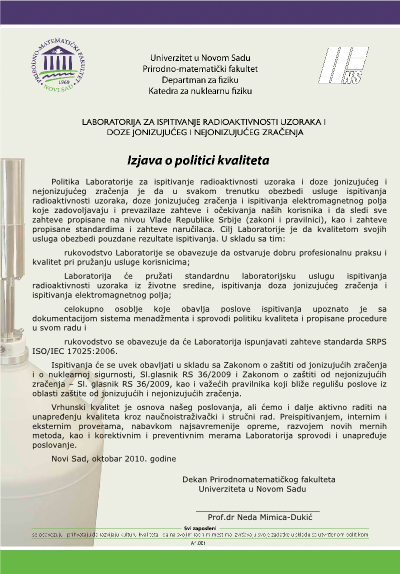 PRIRODNO-MATEMATIČKI FAKULTET
1969
NOVI SAD
Univerzitet u Novom Sadu
Prirodno-matematički fakultet
Departman za fiziku
Katedra za nuklearnu fiziku
LABORATORIJA ZA ISPITIVANJE RADIOAKTIVNOSTI UZORAKA I
DOZE JONIZUJUĆEG I NEJONIZUJUĆEG ZRAČENJA
Izjava o politici kvaliteta
Politika Laboratorije za ispitivanje radioaktivnosti uzoraka i doze jonizujućeg i
nejonizujućeg zračenja je da u svakom trenutku obezbedi usluge ispitivanja
radioaktivnosti uzoraka, doze jonizujućeg zračenja i ispitivanja elektromagnetnog polja
koje zadovoljavaju i prevazilaze zahteve i očekivanja naših korisnika i da sledi sve
zahteve propisane na nivou Vlade Republike Srbije (zakoni i pravilnici), kao i zahteve
propisane standardima i zahteve naručilaca. Cilj Laboratorije je da kvalitetom svojih
usluga obezbedi pouzdane rezultate ispitivanja. U skladu sa tim:
rukovodstvo Laboratorije se obavezuje da ostvaruje dobru profesionalnu praksu i
kvalitet pri pružanju usluge korisnicima;
Laboratorija će pružati standardnu laboratorijsku uslugu ispitivanja
radioaktivnosti uzoraka iz životne sredine, ispitivanja doza jonizujućeg zračenja i
ispitivanja elektromagnetnog polja;
celokupno osoblje koje obavlja poslove ispitivanja upoznato je sa
dokumentacijom sistema menadžmenta i sprovodi politiku kvaliteta i propisane procedure
u svom radu i
rukovodstvo se obavezuje da će Laboratorija ispunjavati zahteve standarda SRPS
ISO/IEC 17025:2006.
Ispitivanja će se uvek obavljati u skladu sa Zakonom o zaštiti od jonizujućih zračenja
i o nuklearnoj sigurnosti, Sl.glasnik RS 36/2009 i Zakonom o zaštiti od nejonizujućih
zračenja – Sl. glasnik RS 36/2009, kao i važećih pravilnika koji bliže regulišu poslove iz
oblasti zaštite od jonizujućih i nejonizujućih zračenja.
Vrhunski kvalitet je osnova našeg poslovanja, ali ćemo i dalje aktivno raditi na
unapređenju kvaliteta kroz naučnoistraživački i stručni rad. Preispitivanjem, internim i
eksternim proverama, nabavkom najsavremenije opreme, razvojem novih mernih
metoda, kao i korektivnim i preventivnim merama Laboratorija sprovodi i unapređuje
poslovanje.
Novi Sad, oktobar 2010. godine
Dekan Prirodnomatematičkog fakulteta
Univerziteta u Novom Sadu
Prof.dr Neda Mimica-Dukić
Svi zaposleni